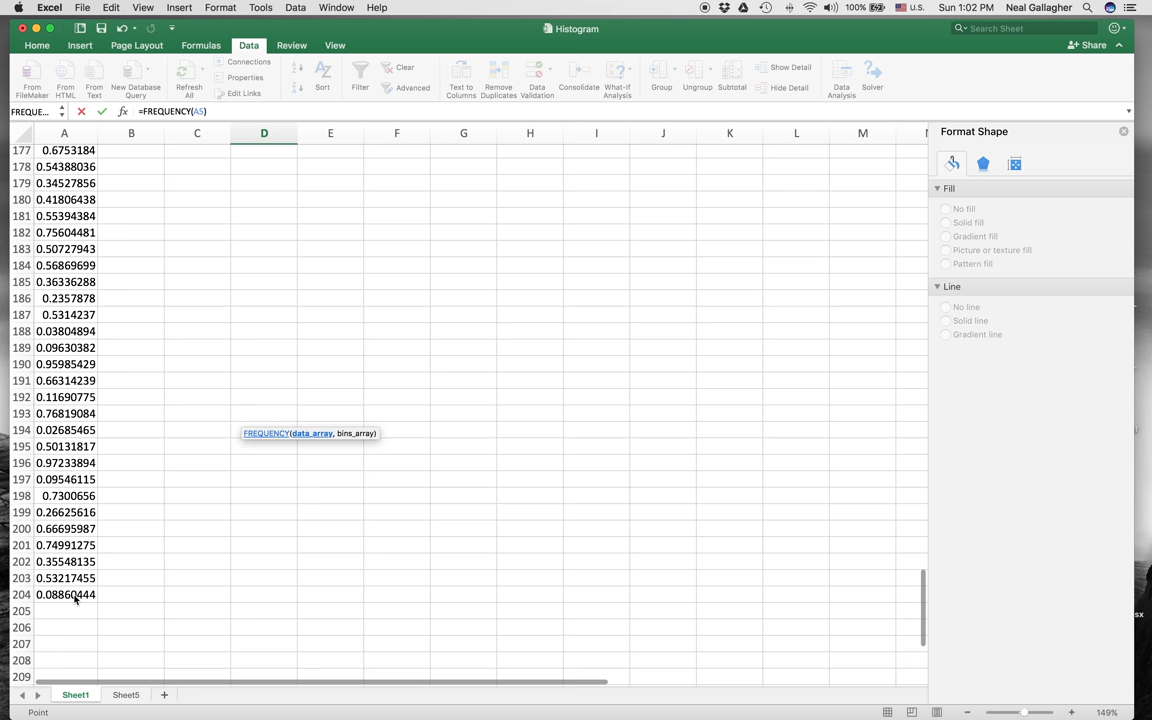 Excel File Edit View Insert Format Tools Data Window Help 100% U.S. Sun 1:02 PM Neal Gallagher
Histogram
Search Sheet
Home Insert Page Layout Formulas Data Review View
Share
From FileMaker
From HTML
From Text
New Database Query
Refresh All
Connections
Properties
Edit Links
Sort
Filter
Clear
Advanced
Text to Columns
Remove Duplicates
Data Validation
Consolidate
What-If Analysis
Group
Ungroup
Subtotal
Show Detail
Hide Detail
Data Analysis
Solver
FREQUE... fx =FREQUENCY(A5)
A B C D E F G H I J K L M
177 0.6753184
178 0.54388036
179 0.34527856
180 0.41806438
181 0.55394384
182 0.75604481
183 0.50727943
184 0.56869699
185 0.36336288
186 0.2357878
187 0.5314237
188 0.03804894
189 0.09630382
190 0.95985429
191 0.66314239
192 0.11690775
193 0.76819084
194 0.02685465
195 0.50131817
196 0.97233894
197 0.09546115
198 0.7300656
199 0.26625616
200 0.66695987
201 0.74991275
202 0.35548135
203 0.53217455
204 0.08860444
205
206
207
208
209
FREQUENCY(data_array, bins_array)
Format Shape
Fill
No fill
Solid fill
Gradient fill
Picture or texture fill
Pattern fill
Line
No line
Solid line
Gradient line
sx
Sheet1 Sheet5
Point
149%